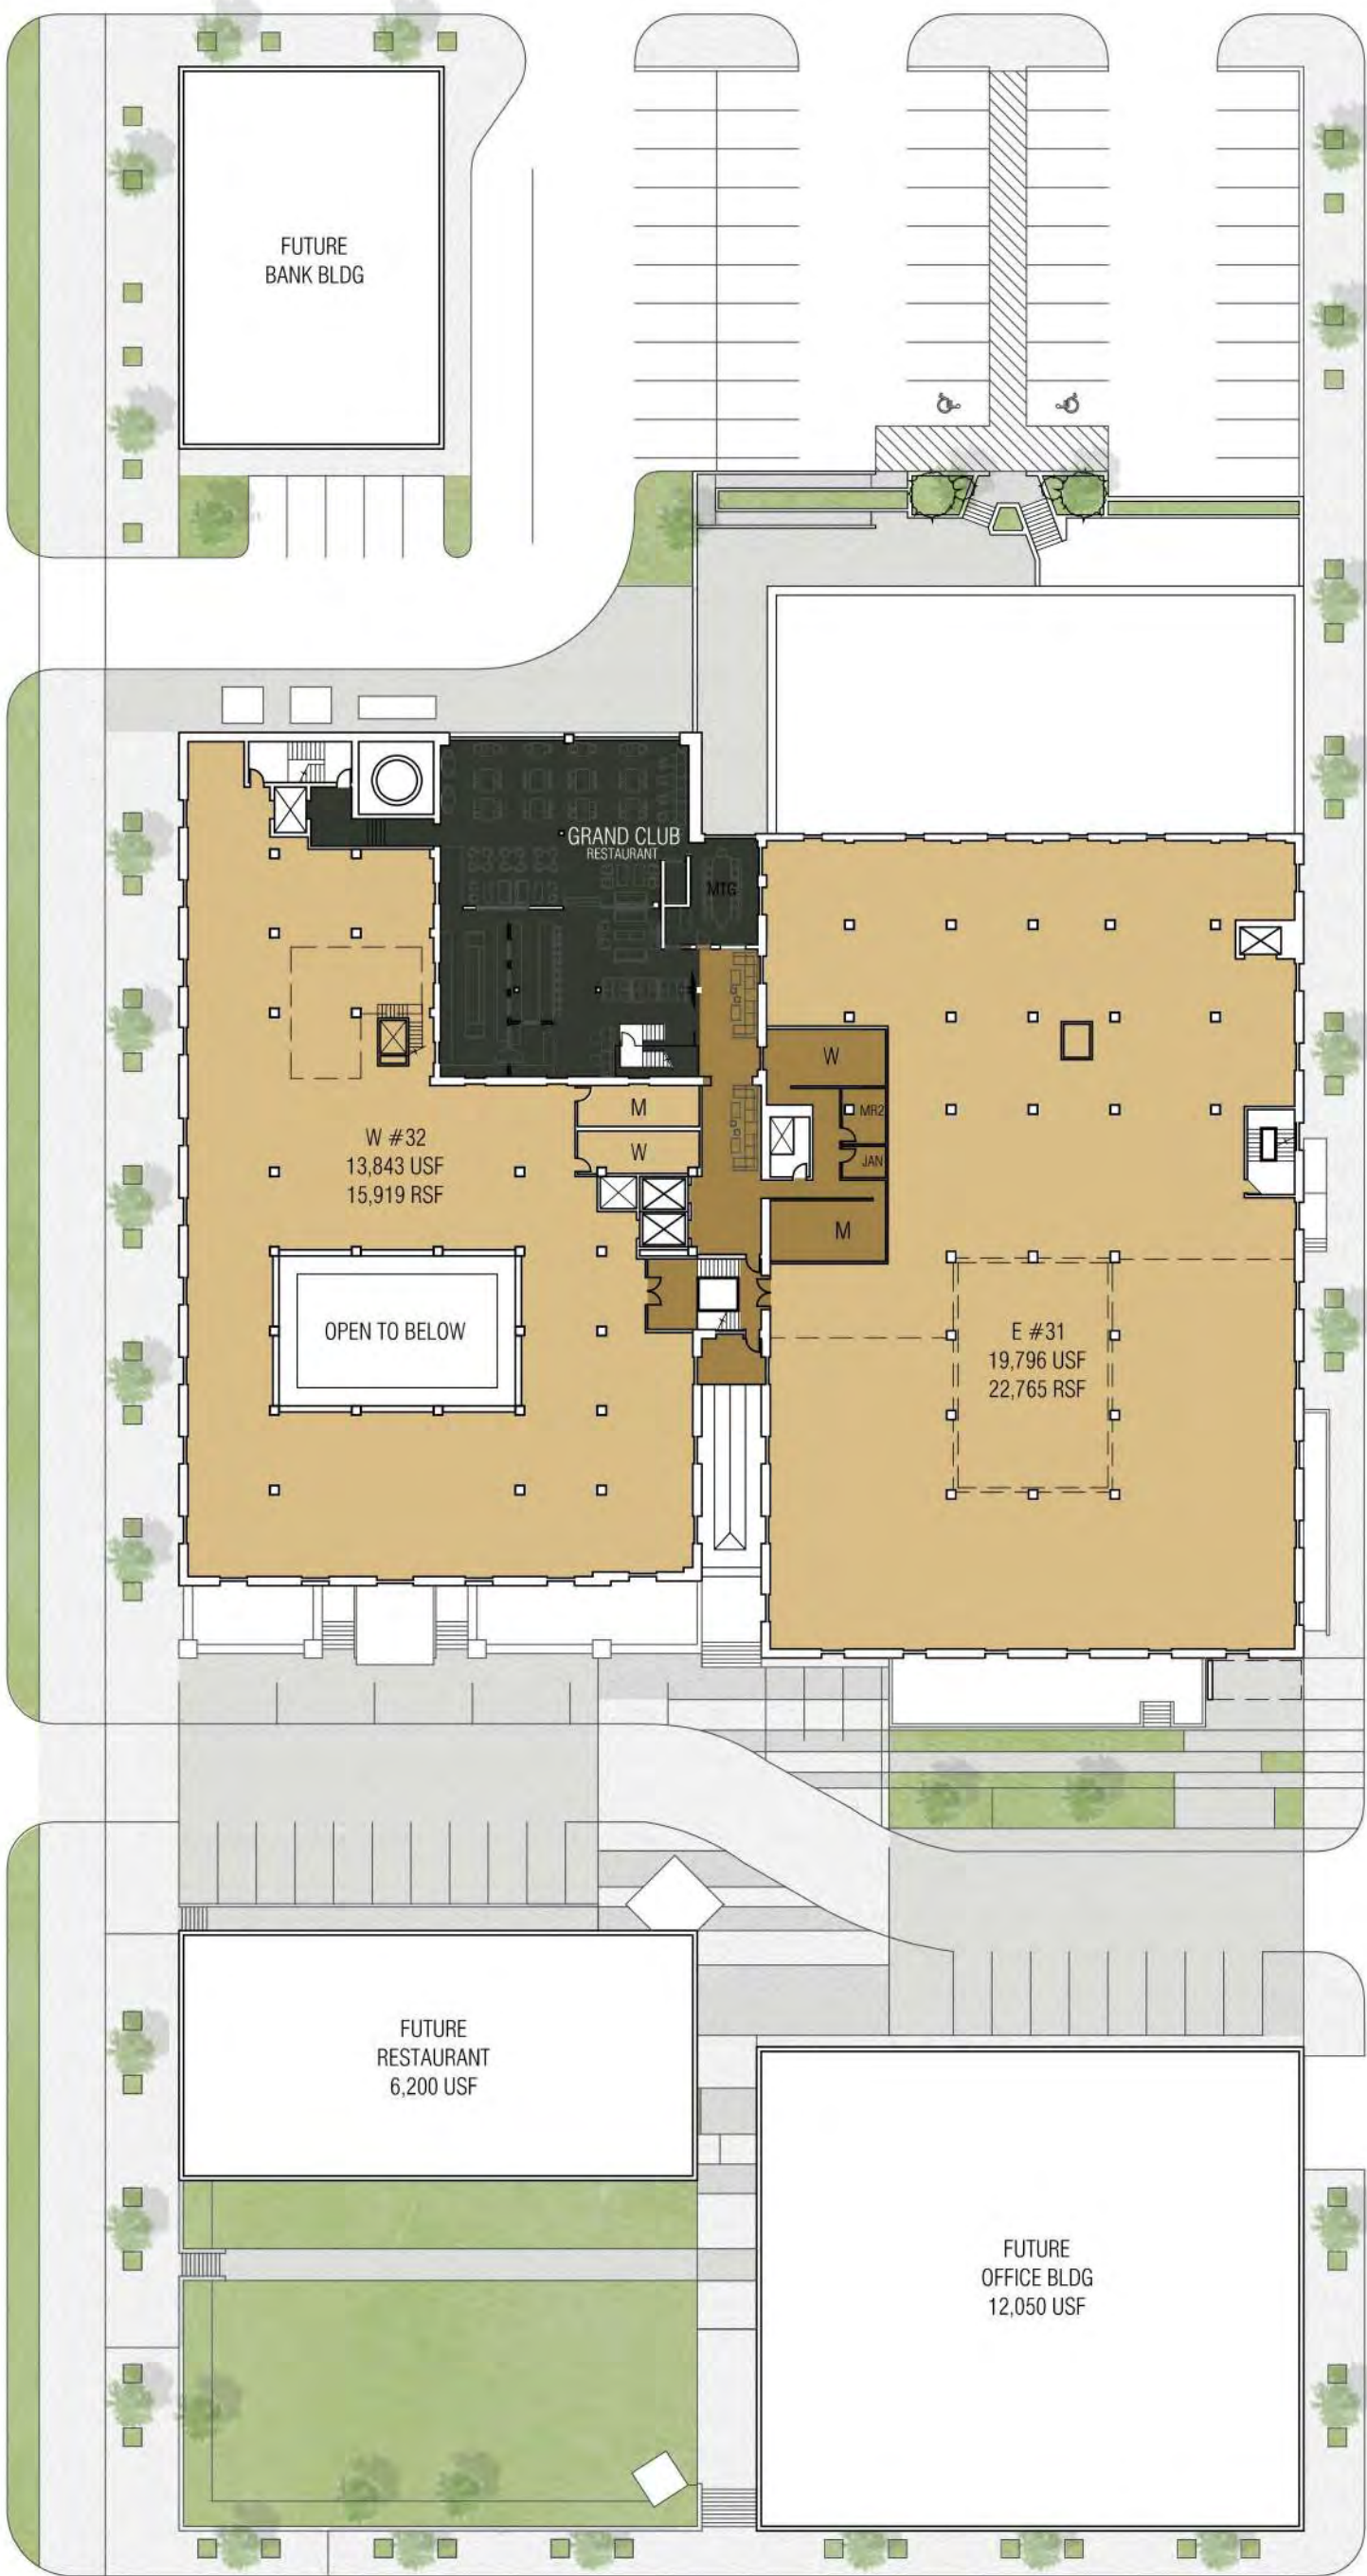 FUTURE
BANK BLDG
GRAND CLUB
RESTAURANT
MTG
W
M
MR2
W #32
13,843 USF
15,919 RSF
W
JAN
M
OPEN TO BELOW
E #31
19,796 USF
22,765 RSF
FUTURE
RESTAURANT
6,200 USF
FUTURE
OFFICE BLDG
12,050 USF